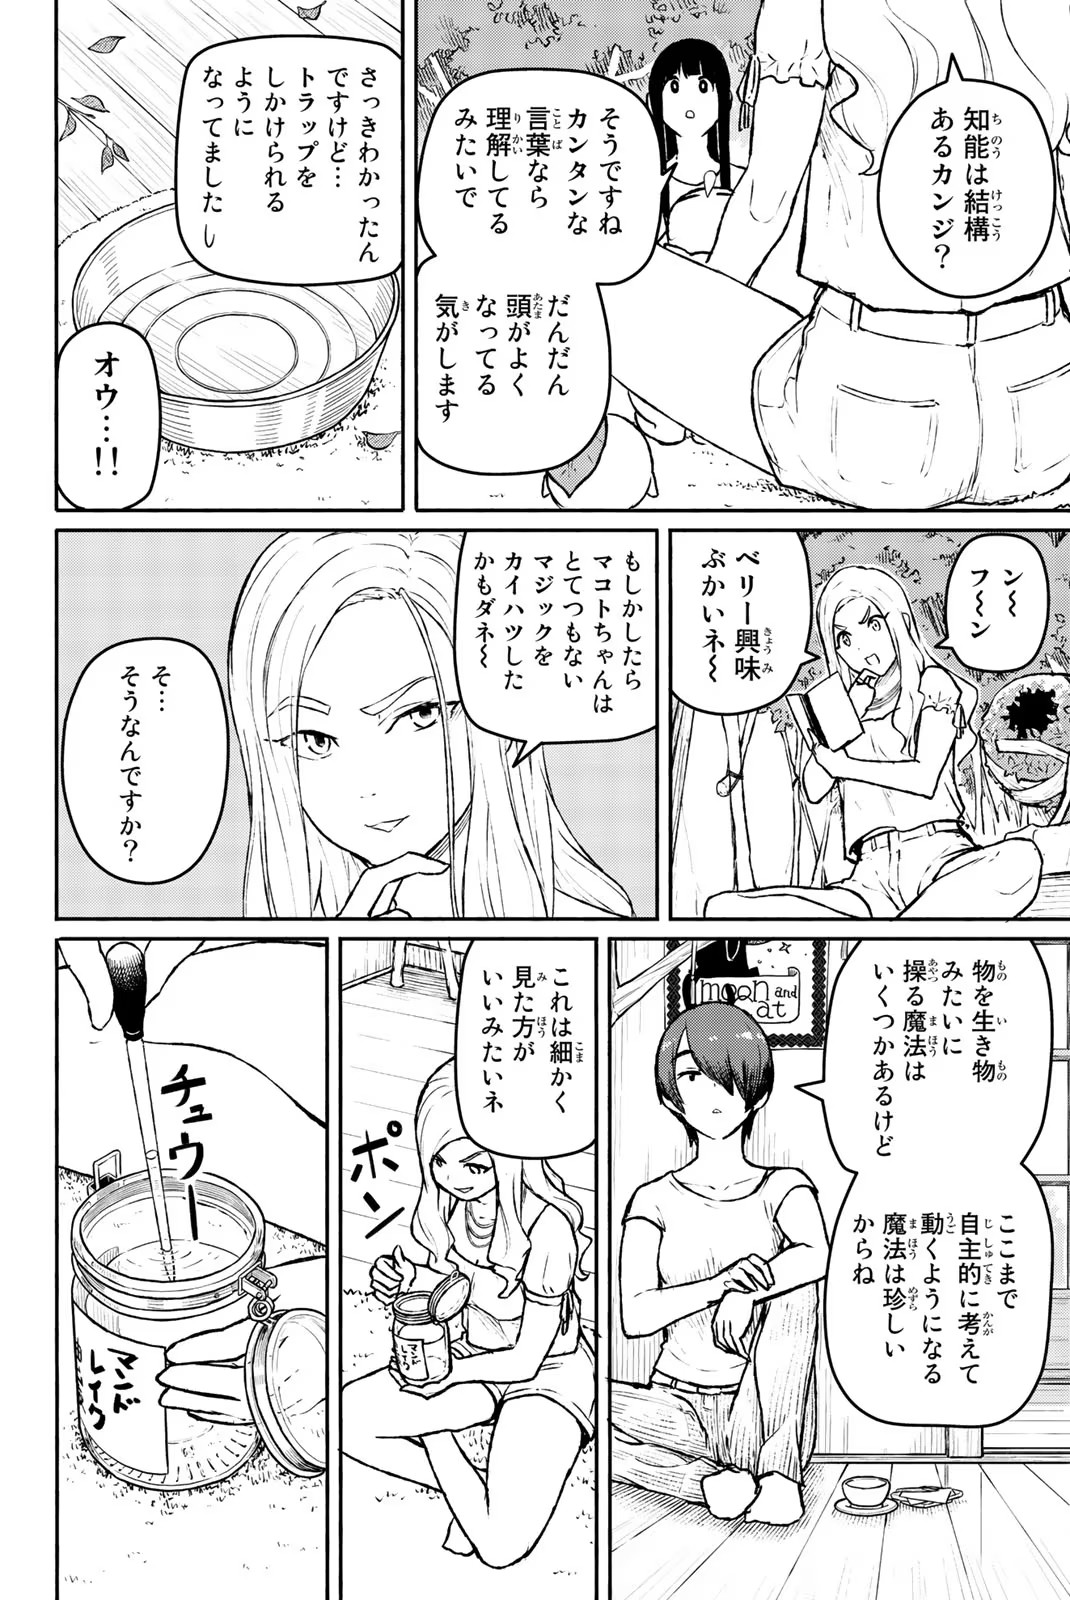 知能は結構
あるカンジ?
そうですね
カンタンな
言葉なら
理解してる
みたいで
だんだん
頭がよく
なってる
気がします
さっきわかったん
ですけど…
トラップを
しかけられる
ように
なってました
オウ…!!
ン〜
フ〜ン
ベリー興味
ぶかいネ〜
もしかしたら
マコトちゃんは
とてつもない
マジックを
カイハツした
かもダネ〜
そ…
そうなんですか?
物を生き物
みたいに
操る魔法は
いくつかあるけど
ここまで
自主的に考えて
動くようになる
魔法は珍しい
からね
moon and
at
これは細かく
見た方が
いいみたいネ
ポン
マンド
レイク
チュウー
マンド
レイク